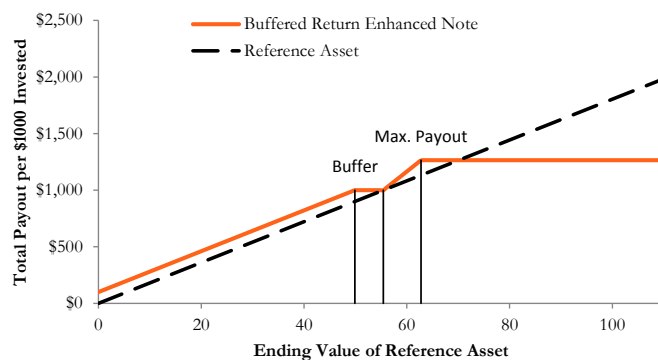 Total Payout per $1000 Invested
$2,500
$2,000
$1,500
$1,000
$500
$0
Buffered Return Enhanced Note
Reference Asset
Max. Payout
Buffer
0
20
40
60
80
100
Ending Value of Reference Asset